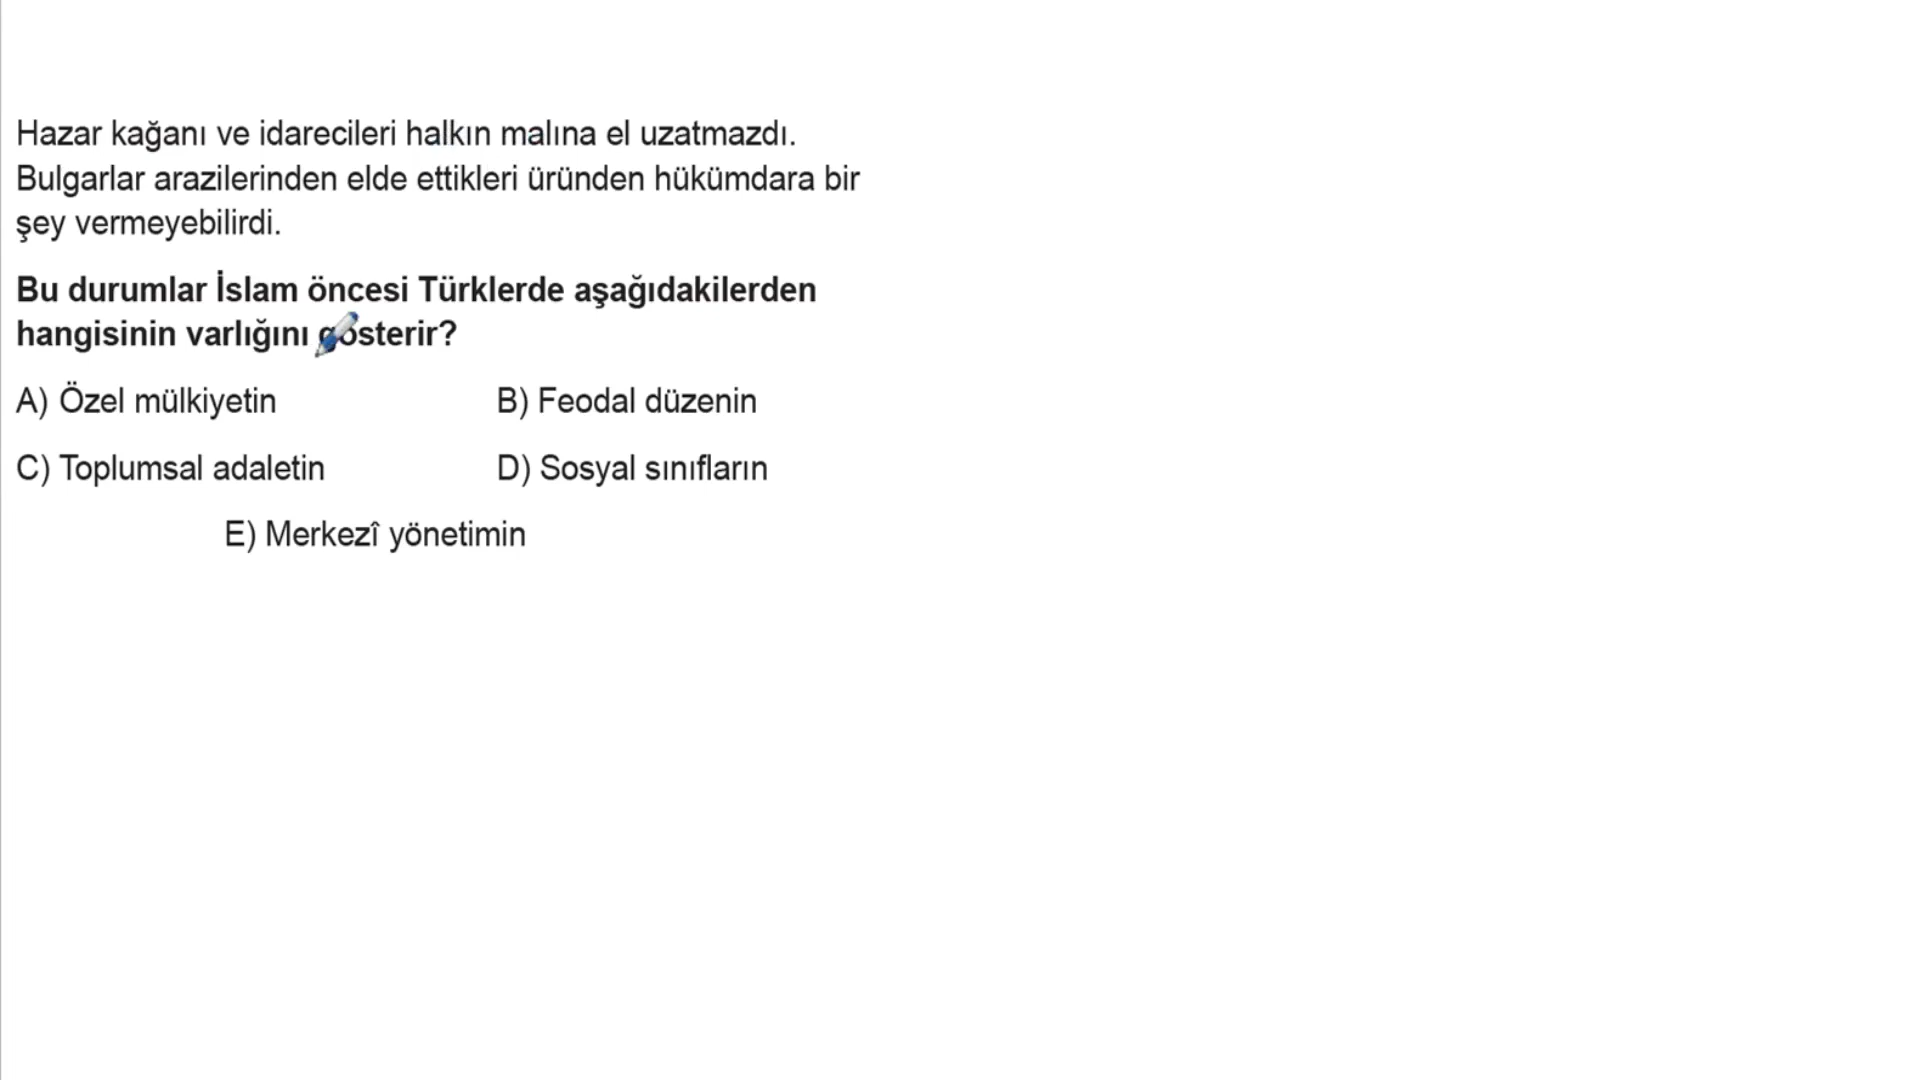 Hazar kağanı ve idarecileri halkın malına el uzatmazdı.
Bulgarlar arazilerinden elde ettikleri üründen hükümdara bir
şey vermeyebilirdi.
Bu durumlar İslam öncesi Türklerde aşağıdakilerden
hangisinin varlığını gösterir?
A) Özel mülkiyetin B) Feodal düzenin
C) Toplumsal adaletin D) Sosyal sınıfların
E) Merkezî yönetimin